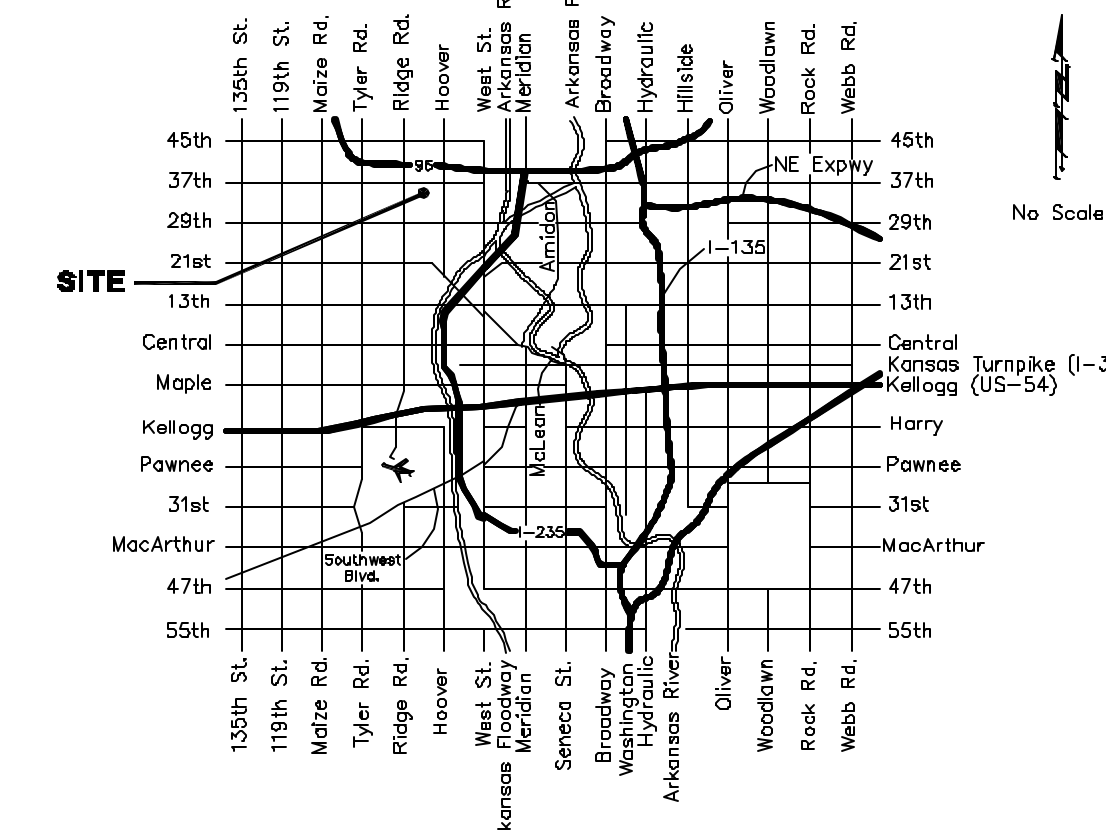 135th St.
119th St.
Maize Rd.
Tyler Rd.
Ridge Rd.
Hoover
West St.
Arkansas R
Meridian
Arkansas
Broadway
Hydraulic
Hillside
Oliver
Woodlawn
Rock Rd.
Webb Rd.
45th
45th
96
NE Expwy
37th
37th
No Scale
29th
29th
Amidon
I-135
21st
21st
SITE
13th
13th
Central
Central
Kansas Turnpike (I-3
Maple
Kellogg (US-54)
Kellogg
Harry
McLean
Pawnee
Pawnee
31st
31st
I-235
MacArthur
MacArthur
Southwest
Blvd.
47th
47th
55th
55th
135th St.
119th St.
Maize Rd.
Tyler Rd.
Ridge Rd.
Hoover
West St.
kansas Floodway
Meridian
Seneca St.
Broadway
Washington
Hydraulic
Arkansas River
Oliver
Woodlawn
Rock Rd.
Webb Rd.